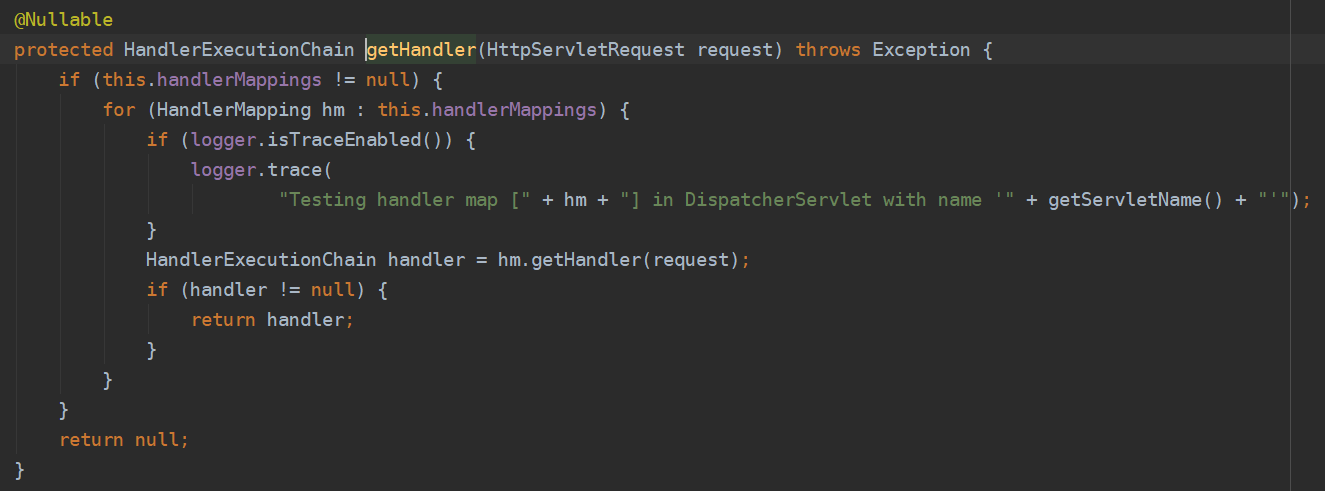 @Nullable
protected HandlerExecutionChain getHandler(HttpServletRequest request) throws Exception {
    if (this.handlerMappings != null) {
        for (HandlerMapping hm : this.handlerMappings) {
            if (logger.isTraceEnabled()) {
                logger.trace(
                        "Testing handler map [" + hm + "] in DispatcherServlet with name '" + getServletName() + "'");
            }
            HandlerExecutionChain handler = hm.getHandler(request);
            if (handler != null) {
                return handler;
            }
        }
    }
    return null;
}